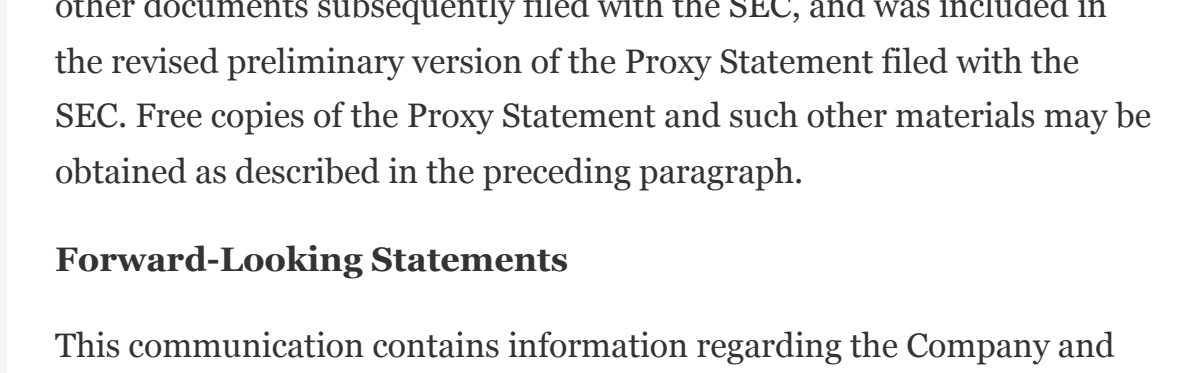 other documents subsequently filed with the SEC, and was included in
the revised preliminary version of the Proxy Statement filed with the
SEC. Free copies of the Proxy Statement and such other materials may be
obtained as described in the preceding paragraph.
Forward-Looking Statements
This communication contains information regarding the Company and